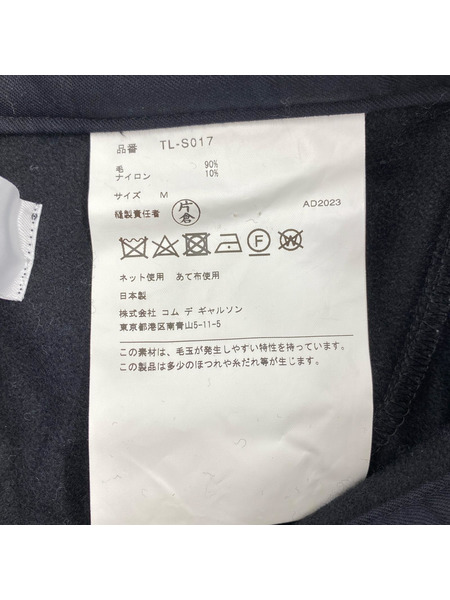 品番 TL-S017
毛 90%
ナイロン 10%
サイズ M
縫製責任者 片倉 AD2023
F W
ネット使用 あて布使用
日本製
株式会社 コム デ ギャルソン
東京都港区南青山5-11-5
この素材は、毛玉が発生しやすい特性を持っています。
この製品は多少のほつれや糸だれ等が生じます。